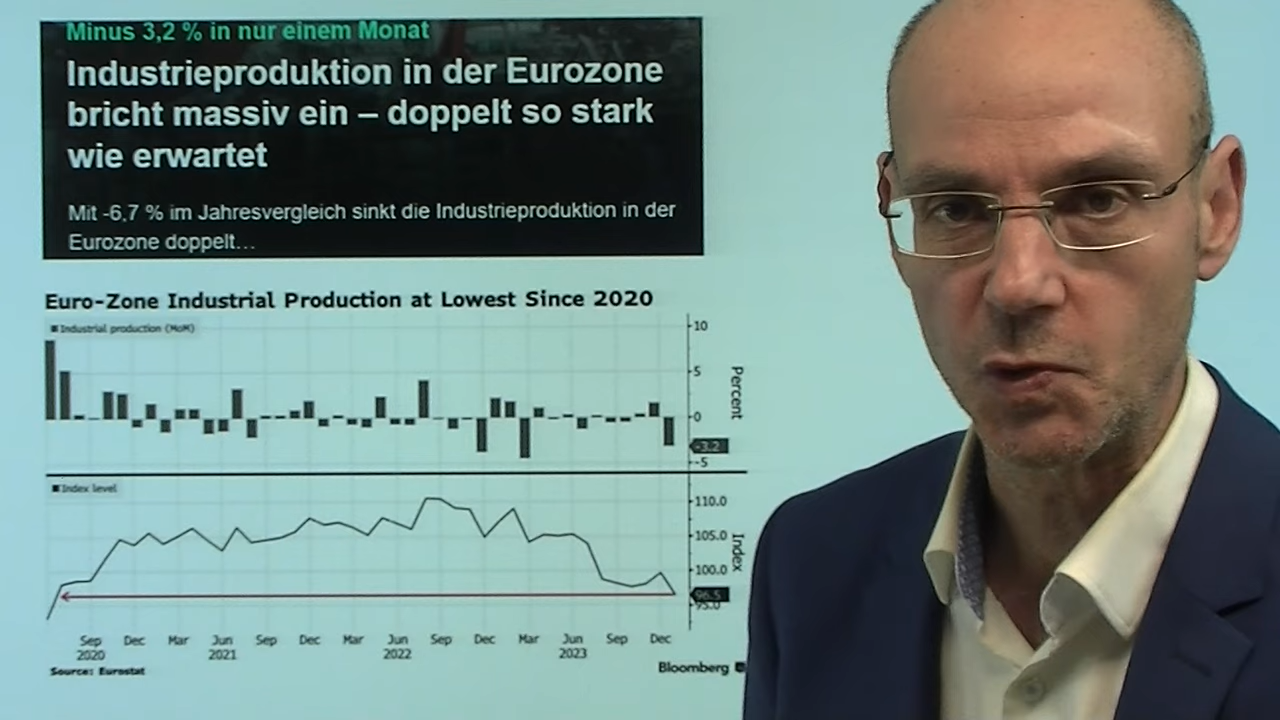 Minus 3,2 % in nur einem Monat
Industrieproduktion in der Eurozone
bricht massiv ein – doppelt so stark
wie erwartet
Mit -6,7 % im Jahresvergleich sinkt die Industrieproduktion in der
Eurozone doppelt…
Euro-Zone Industrial Production at Lowest Since 2020
Industrial production (MoM)
10
5
0
-3.2
-5
Percent
Index level
110.0
105.0
100.0
96.5
95.0
Index
Sep Dec Mar Jun Sep Dec Mar Jun Sep Dec Mar Jun Sep Dec
2020 2021 2022 2023
Source: Eurostat
Bloomberg